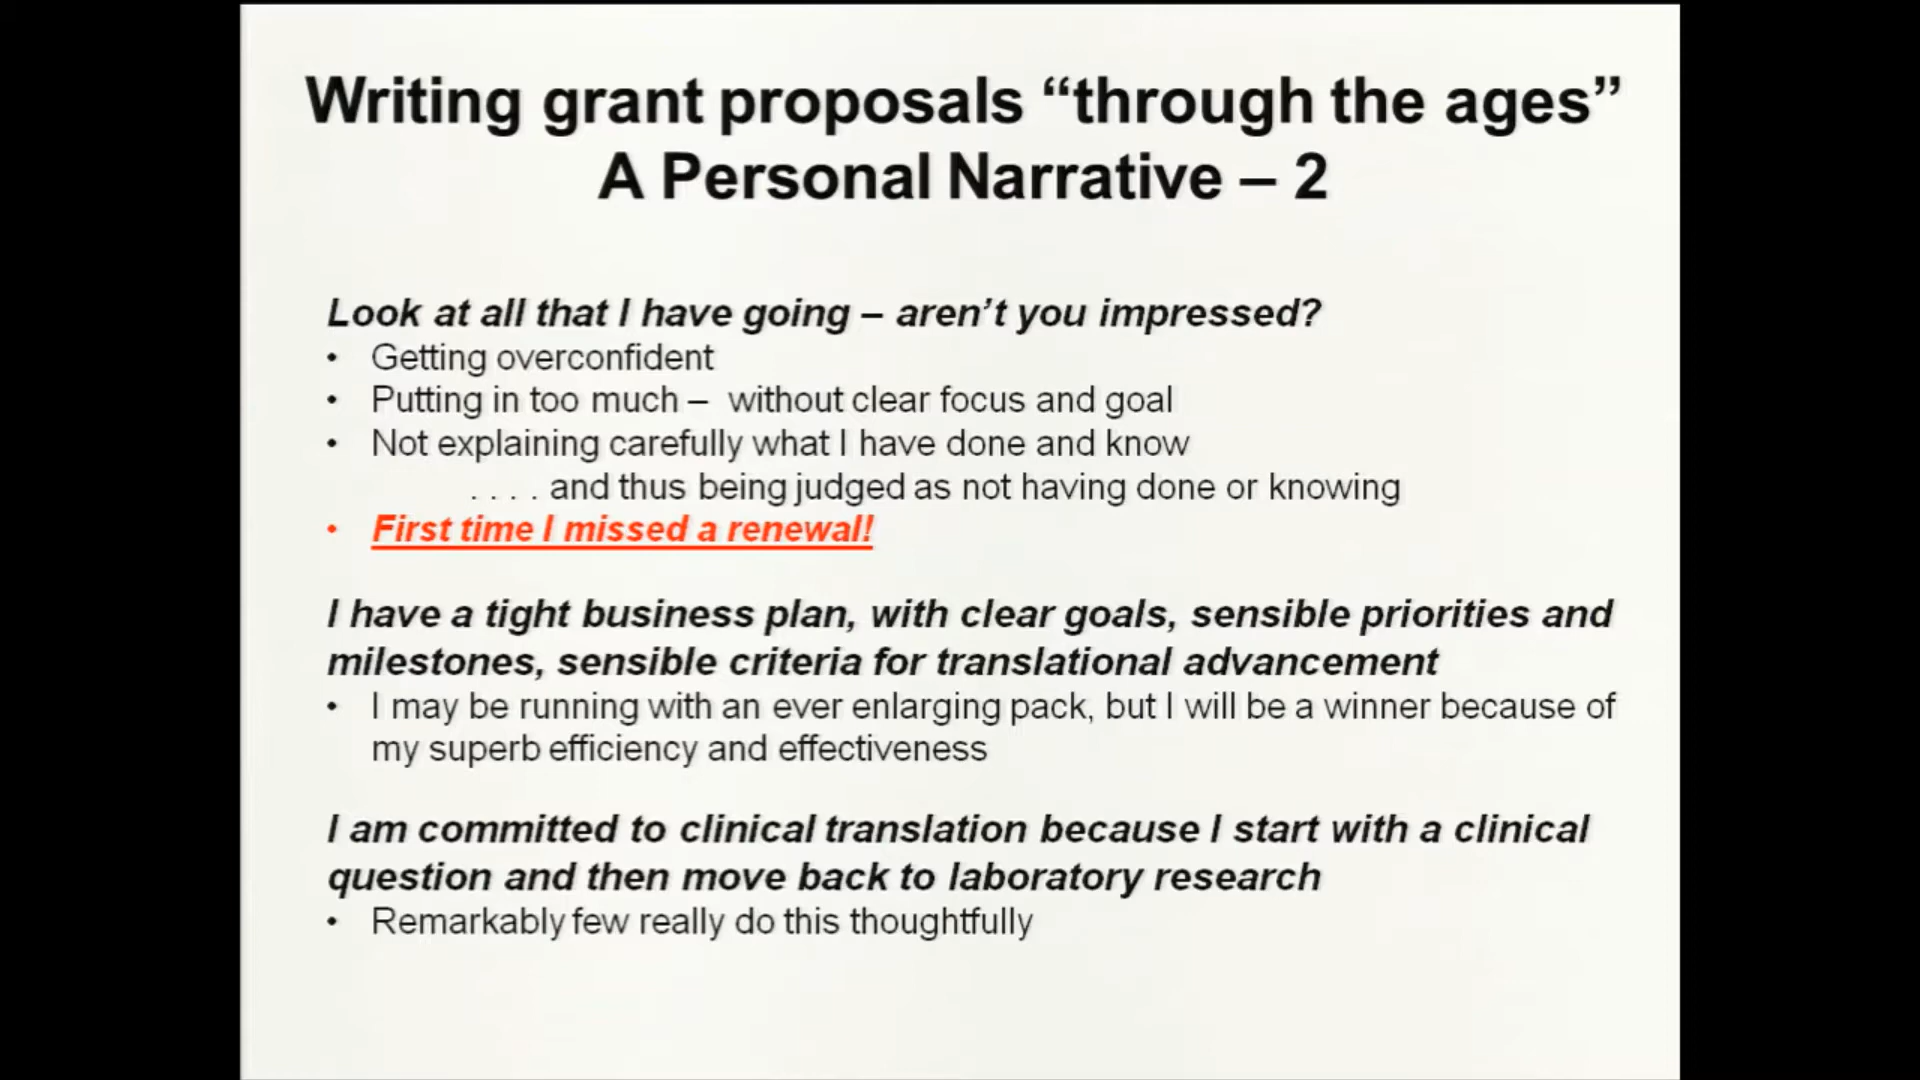 Writing grant proposals “through the ages”
A Personal Narrative – 2
Look at all that I have going – aren’t you impressed?
• Getting overconfident
• Putting in too much – without clear focus and goal
• Not explaining carefully what I have done and know
. . . . and thus being judged as not having done or knowing
• First time I missed a renewal!
I have a tight business plan, with clear goals, sensible priorities and
milestones, sensible criteria for translational advancement
• I may be running with an ever enlarging pack, but I will be a winner because of
my superb efficiency and effectiveness
I am committed to clinical translation because I start with a clinical
question and then move back to laboratory research
• Remarkably few really do this thoughtfully